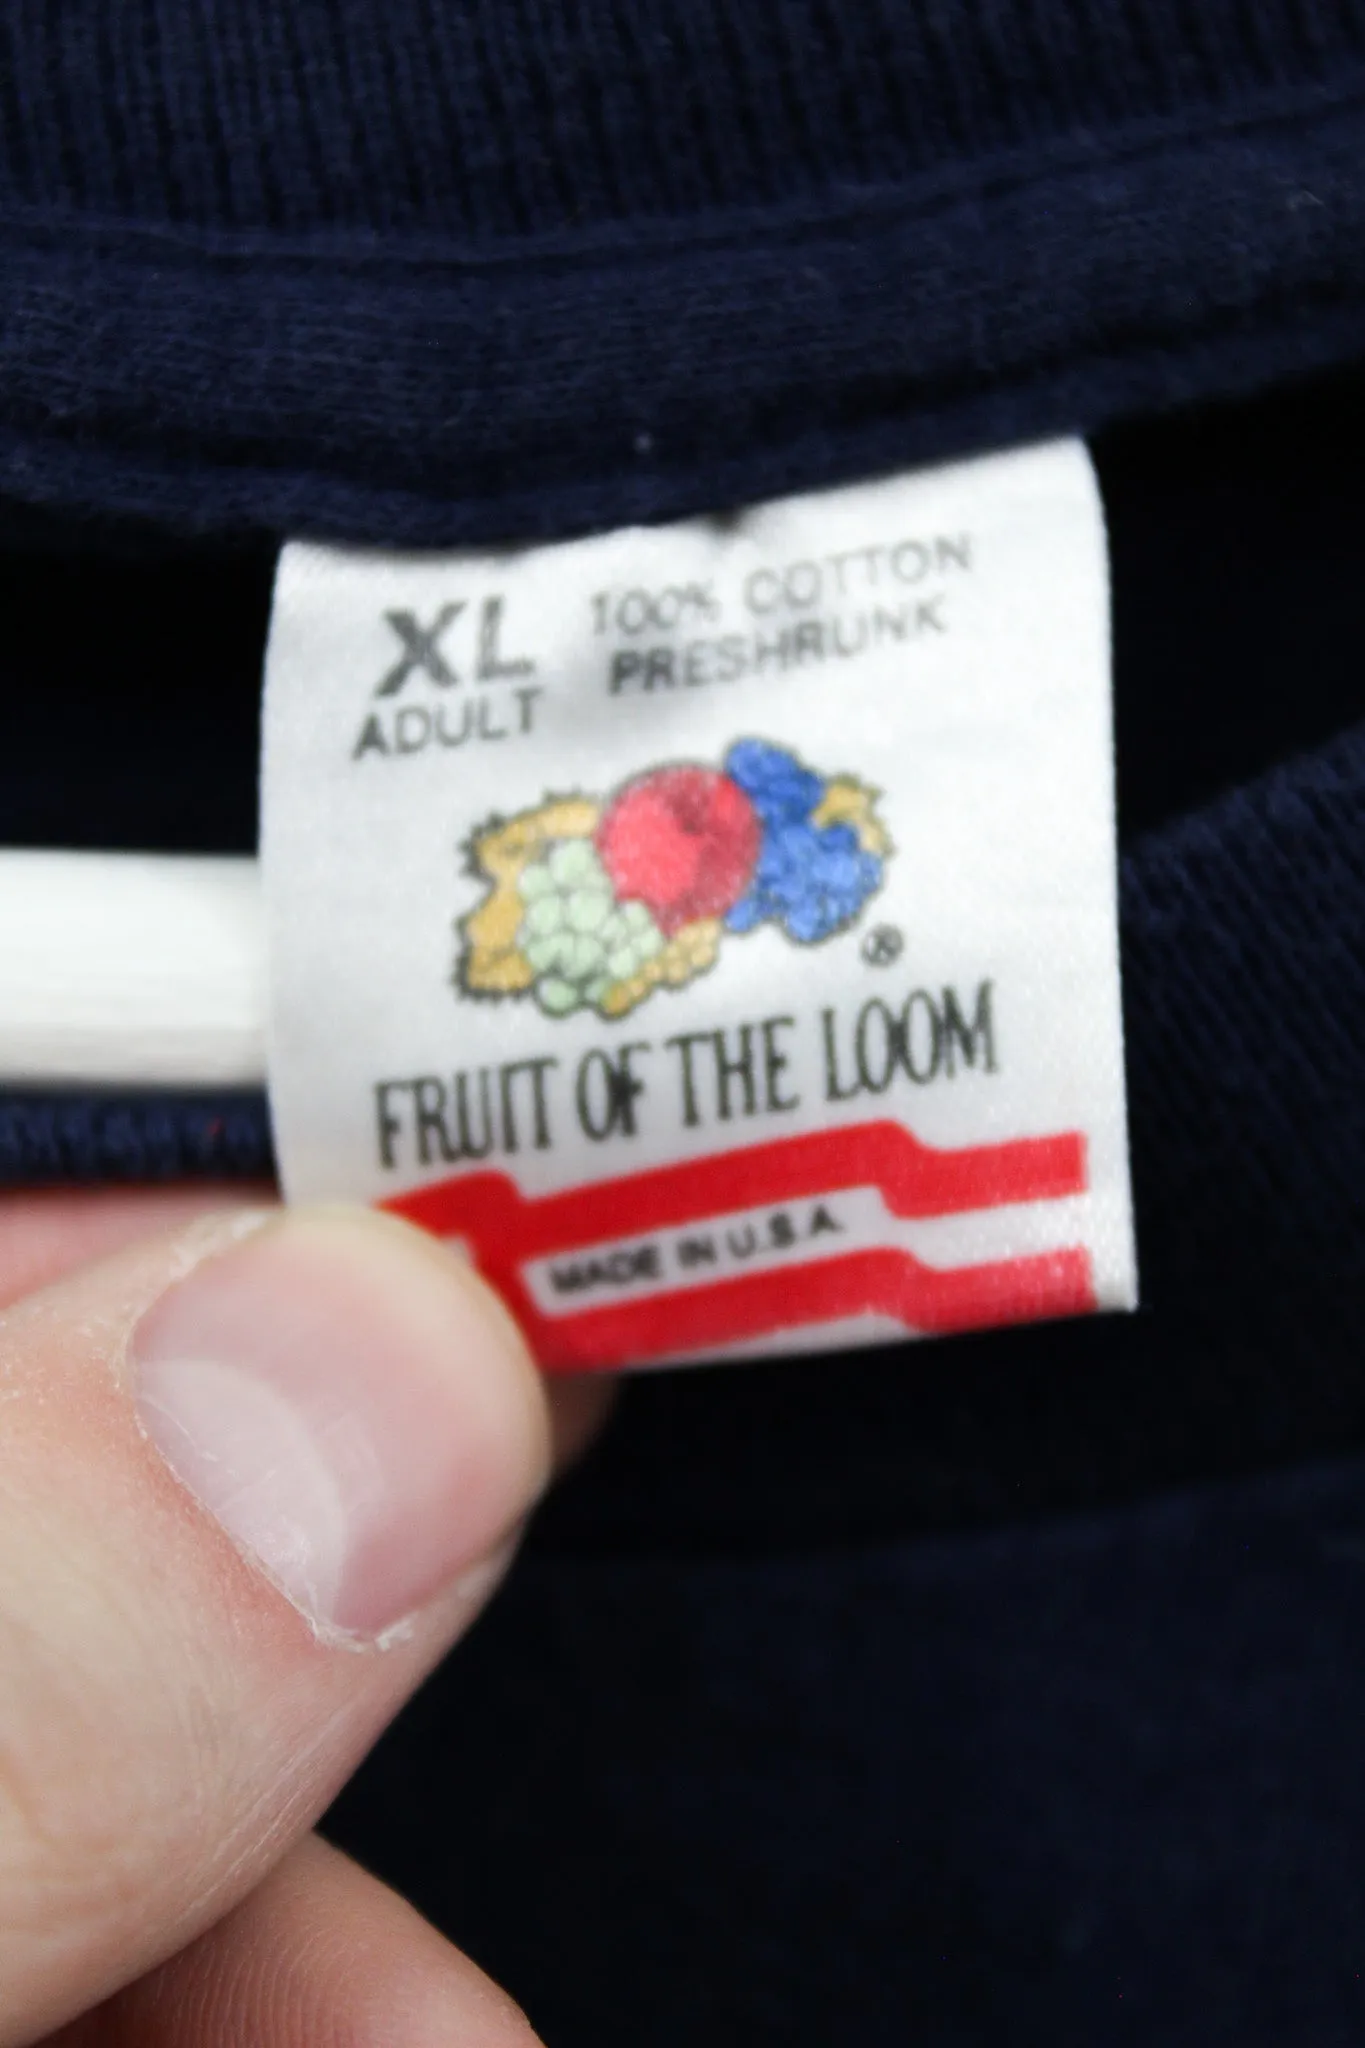 XL
ADULT
100% COTTON
PRESHRUNK
®
FRUIT OF THE LOOM
MADE IN U.S.A.